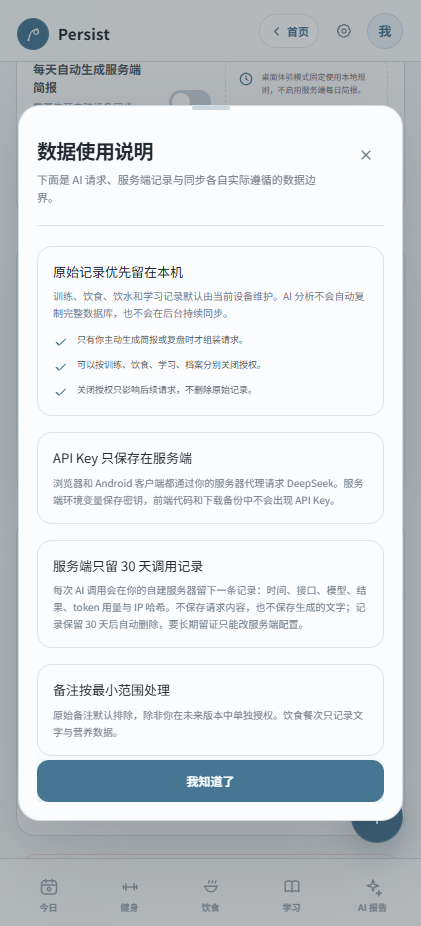 Persist
首页
我
每天自动生成服务端
简报
桌面体验模式固定使用本地规
则，不启用服务端每日简报。
数据使用说明
下面是 AI 请求、服务端记录与同步各自实际遵循的数据边
界。
原始记录优先留在本机
训练、饮食、饮水和学习记录默认由当前设备维护。AI 分析不会自动复
制完整数据库，也不会在后台持续同步。
只有你主动生成简报或复盘时才组装请求。
可以按训练、饮食、学习、档案分别关闭授权。
关闭授权只影响后续请求，不删除原始记录。
API Key 只保存在服务端
浏览器和 Android 客户端都通过你的服务器代理请求 DeepSeek。服务
端环境变量保存密钥，前端代码和下载备份中不会出现 API Key。
服务端只留 30 天调用记录
每次 AI 调用会在你的自建服务器留下一条记录：时间、接口、模型、结
果、token 用量与 IP 哈希。不保存请求内容，也不保存生成的文字；记
录保留 30 天后自动删除，要长期留证只能改服务端配置。
备注按最小范围处理
原始备注默认排除，除非你在未来版本中单独授权。饮食餐次只记录文
字与营养数据。
我知道了
今日
健身
饮食
学习
AI 报告